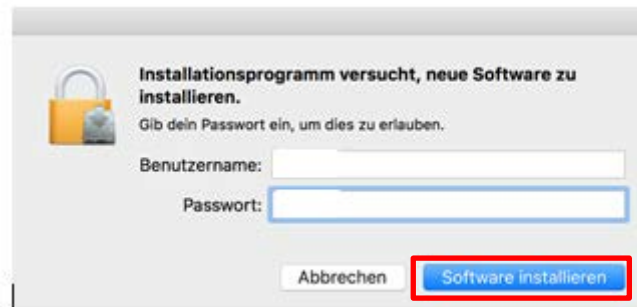 Installationsprogramm versucht, neue Software zu
installieren.
Gib dein Passwort ein, um dies zu erlauben.
Benutzername:
Passwort:
Abbrechen
Software installieren